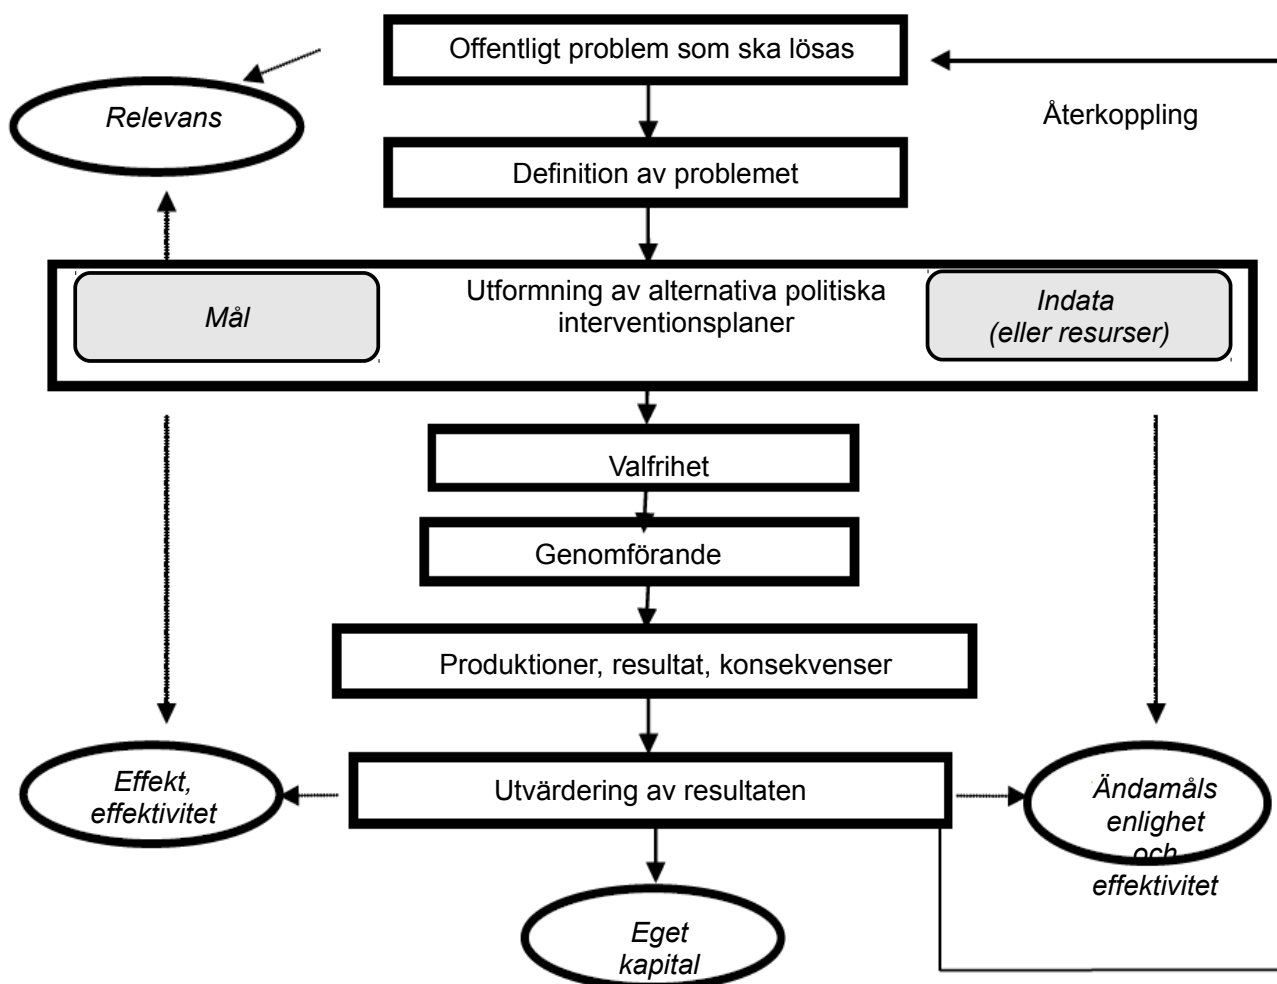 Offentligt problem som ska lösas
Relevans
Återkoppling
Definition av problemet
Mål
Utformning av alternativa politiska
interventionsplaner
Indata
(eller resurser)
Valfrihet
Genomförande
Produktioner, resultat, konsekvenser
Effekt,
effektivitet
Utvärdering av resultaten
Ändamåls
enlighet
och
effektivitet
Eget
kapital